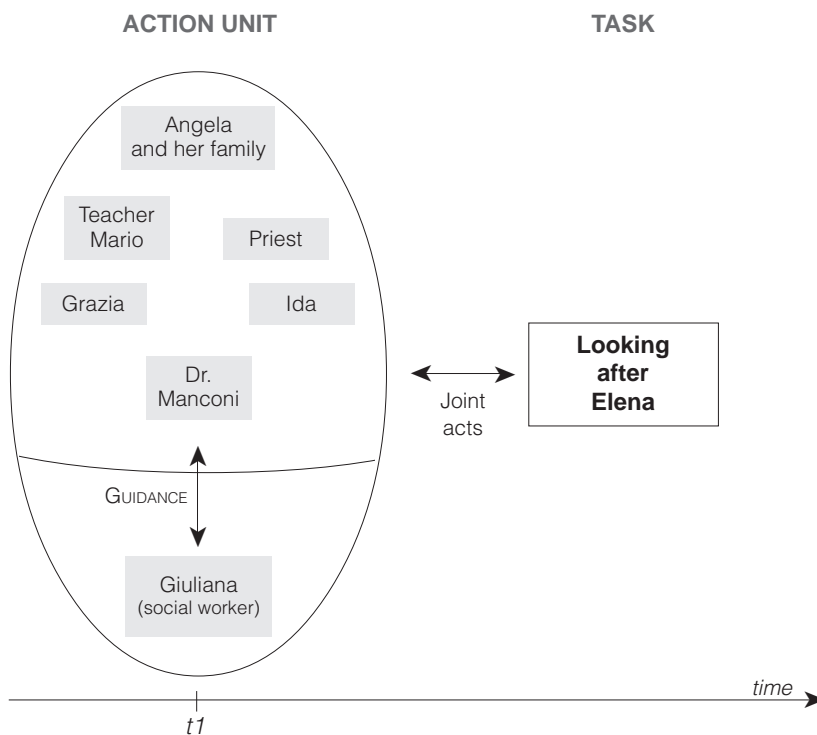 ACTION UNIT
TASK
Angela
and her family
Teacher
Mario
Priest
Grazia
Ida
Dr.
Manconi
Looking
after
Elena
Joint
acts
GUIDANCE
Giuliana
(social worker)
time
t1